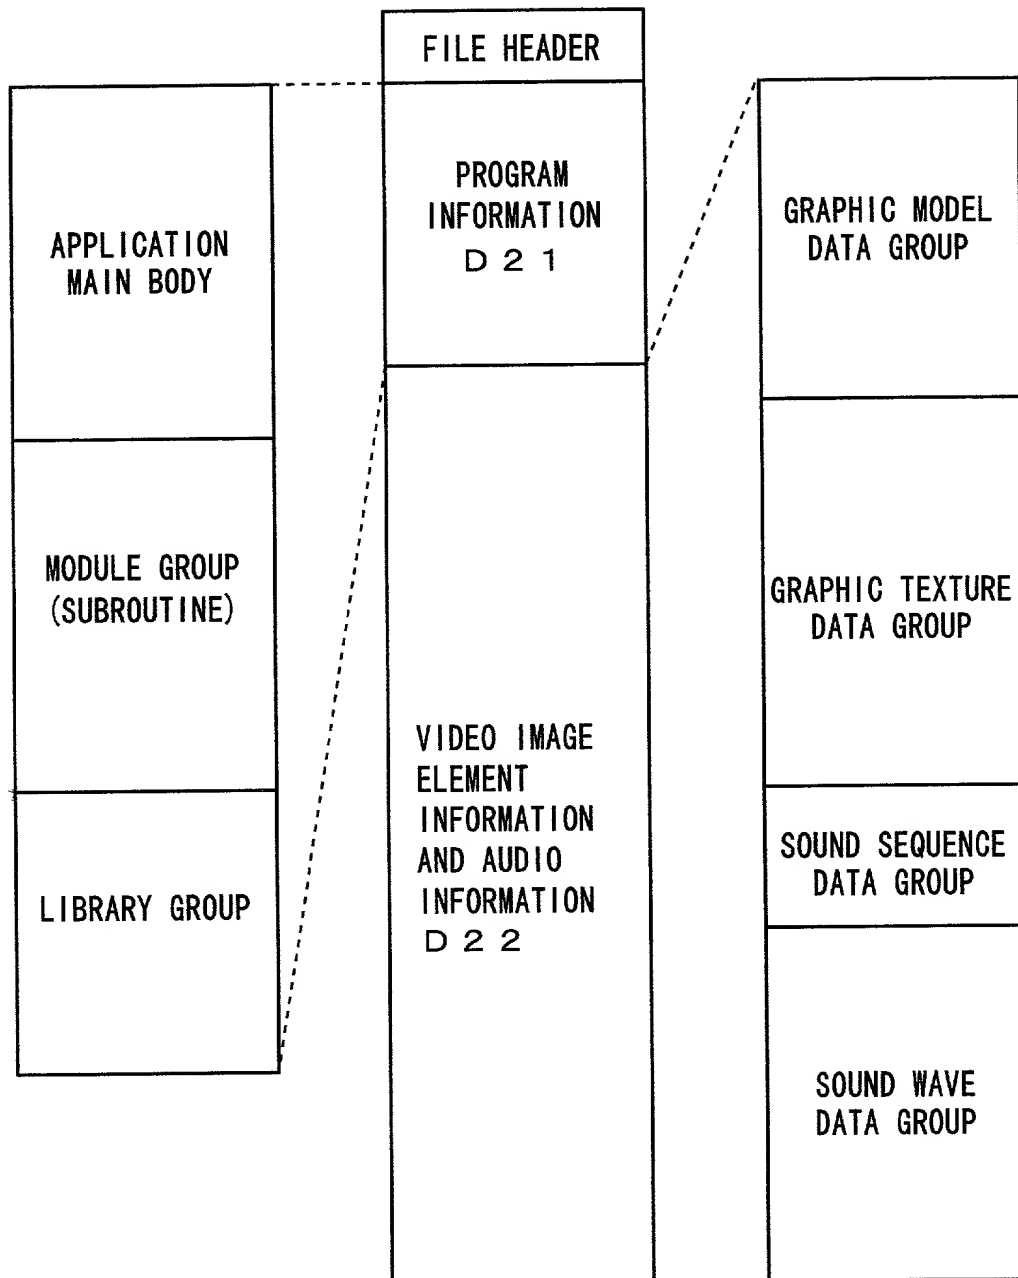 FILE HEADER
PROGRAM
INFORMATION
D21
APPLICATION
MAIN BODY
MODULE GROUP
(SUBROUTINE)
LIBRARY GROUP
VIDEO IMAGE
ELEMENT
INFORMATION
AND AUDIO
INFORMATION
D22
GRAPHIC MODEL
DATA GROUP
GRAPHIC TEXTURE
DATA GROUP
SOUND SEQUENCE
DATA GROUP
SOUND WAVE
DATA GROUP